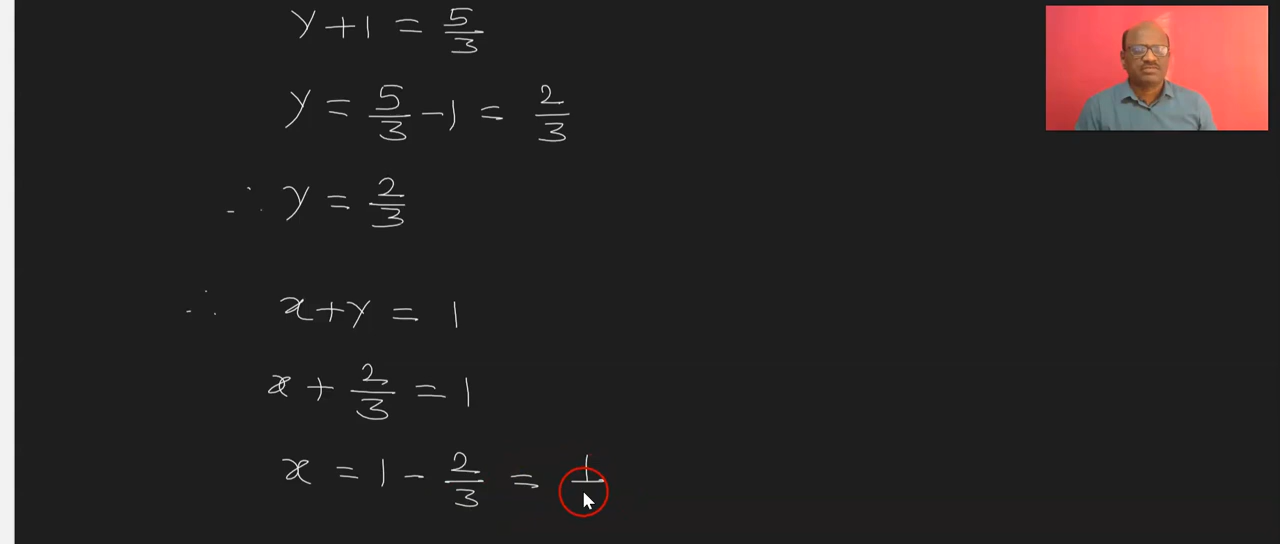 y + 1 = 5/3
y = 5/3 - 1 = 2/3
∴ y = 2/3
∴ x + y = 1
x + 2/3 = 1
x = 1 - 2/3 = 1/